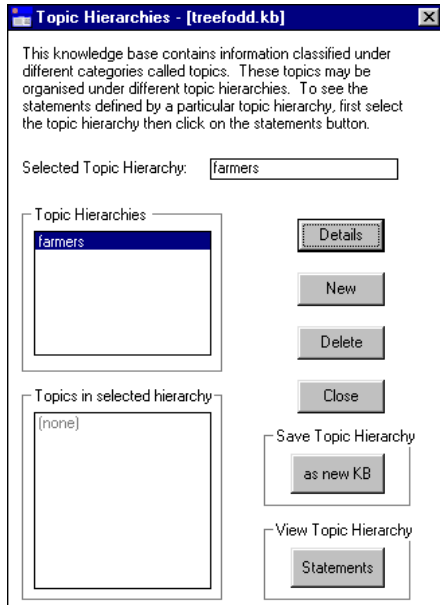 Topic Hierarchies - [treefodd.kb]
This knowledge base contains information classified under
different categories called topics. These topics may be
organised under different topic hierarchies. To see the
statements defined by a particular topic hierarchy, first select
the topic hierarchy then click on the statements button.
Selected Topic Hierarchy: farmers
Topic Hierarchies
farmers
Details
New
Delete
Close
Topics in selected hierarchy
(none)
Save Topic Hierarchy
as new KB
View Topic Hierarchy
Statements